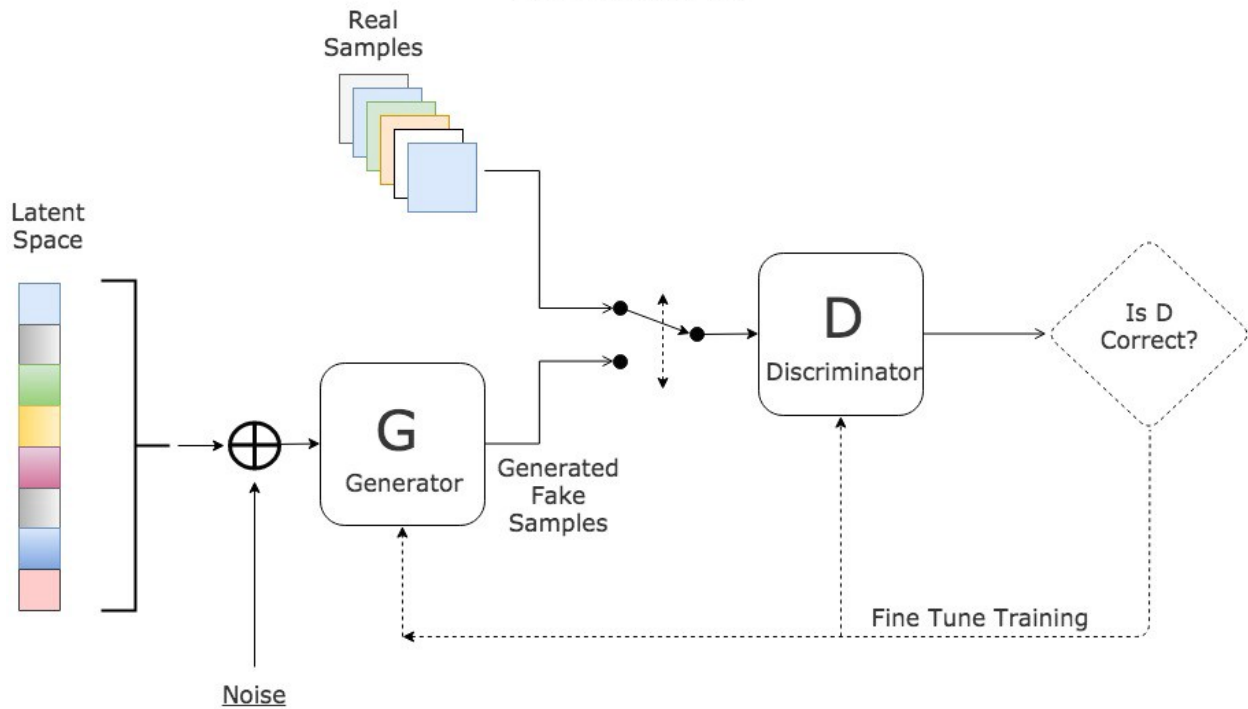 Real
Samples
Latent
Space
D
Discriminator
Is D
Correct?
G
Generator
Generated
Fake
Samples
Fine Tune Training
Noise